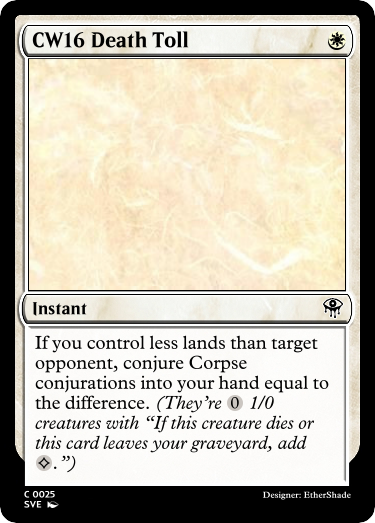 CW16 Death Toll
Instant
If you control less lands than target
opponent, conjure Corpse
conjurations into your hand equal to
the difference. (They're 0 1/0
creatures with “If this creature dies or
this card leaves your graveyard, add
.”)
C 0025
SVE
Designer: EtherShade